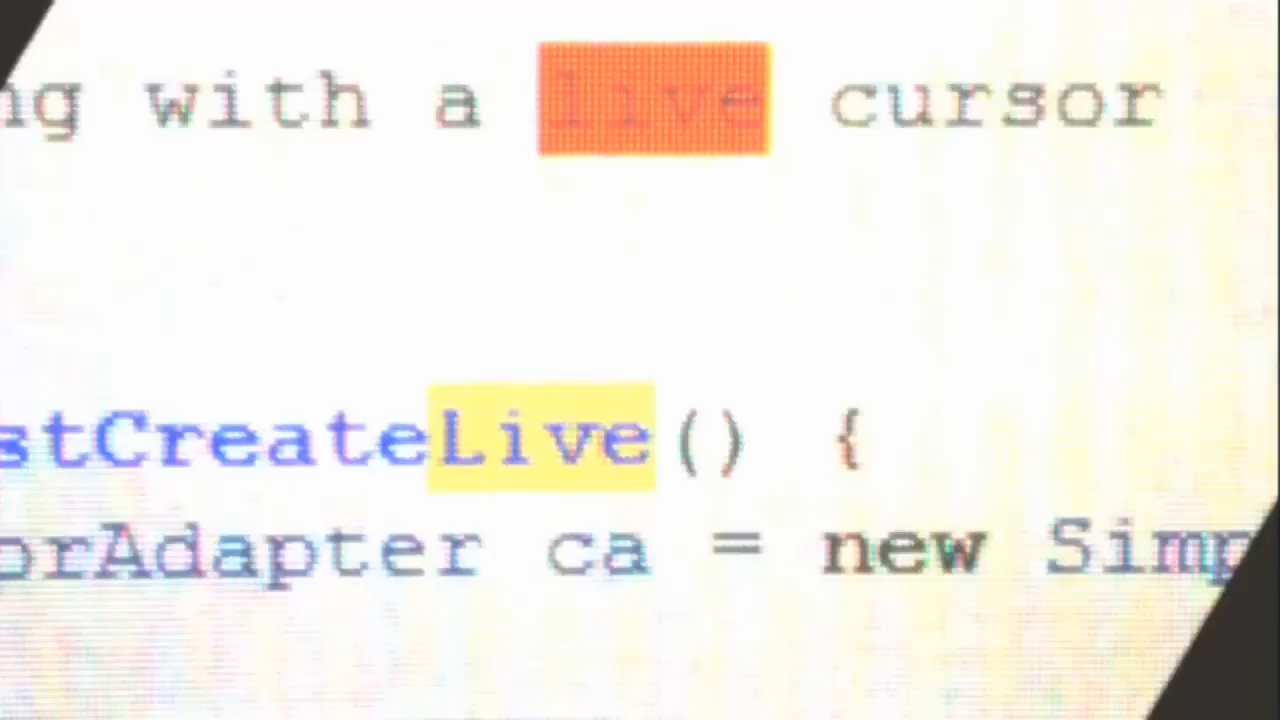 ng with a live cursor
stCreateLive() {
orAdapter ca = new Simp